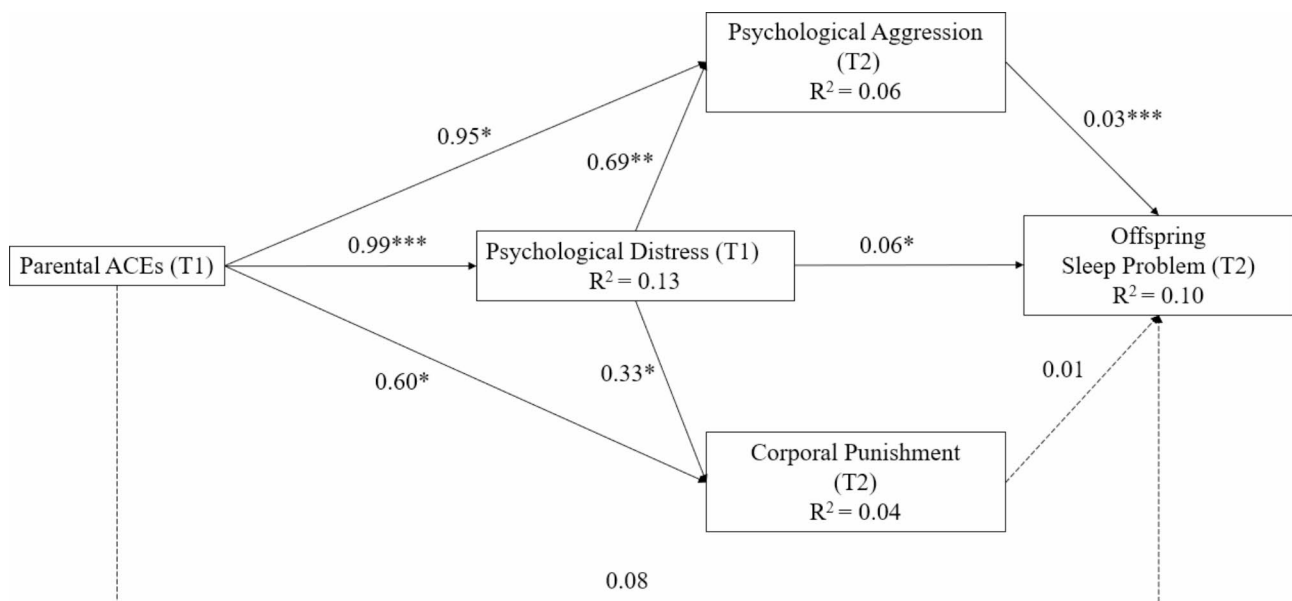 Psychological Aggression
(T2)
R² = 0.06
0.95*
0.03***
0.69**
Parental ACEs (T1)
0.99***
Psychological Distress (T1)
R² = 0.13
0.06*
Offspring
Sleep Problem (T2)
R² = 0.10
0.60*
0.33*
0.01
Corporal Punishment
(T2)
R² = 0.04
0.08